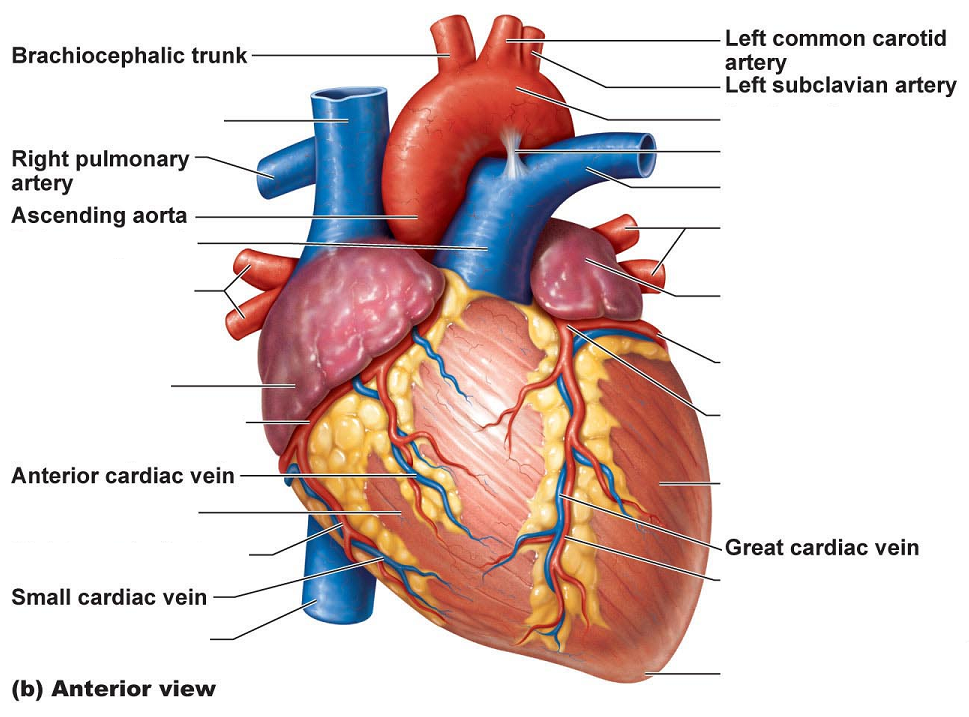 Brachiocephalic trunk
Right pulmonary
artery
Ascending aorta
Anterior cardiac vein
Small cardiac vein
(b) Anterior view
Left common carotid
artery
Left subclavian artery
Great cardiac vein